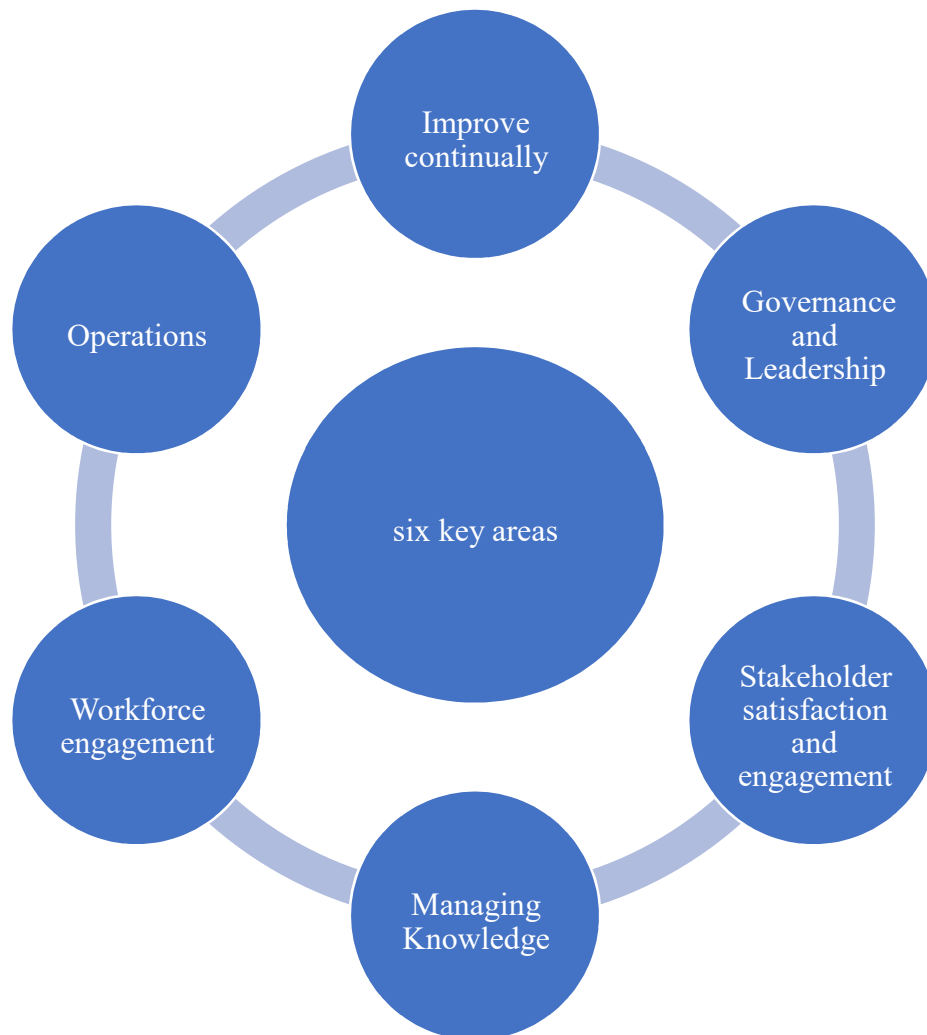 Improve
continually
Governance
and
Leadership
Stakeholder
satisfaction
and
engagement
Managing
Knowledge
Workforce
engagement
Operations
six key areas